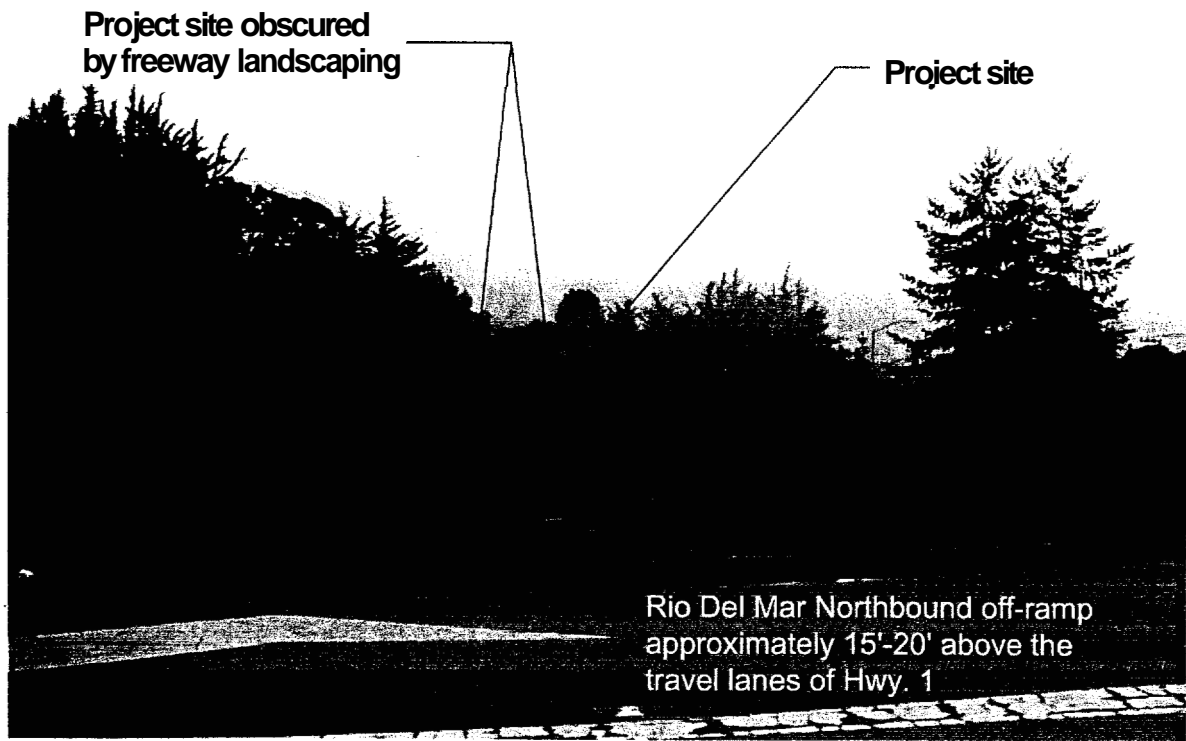 Project site obscured
by freeway landscaping
Project site
Rio Del Mar Northbound off-ramp
approximately 15'-20' above the
travel lanes of Hwy. 1